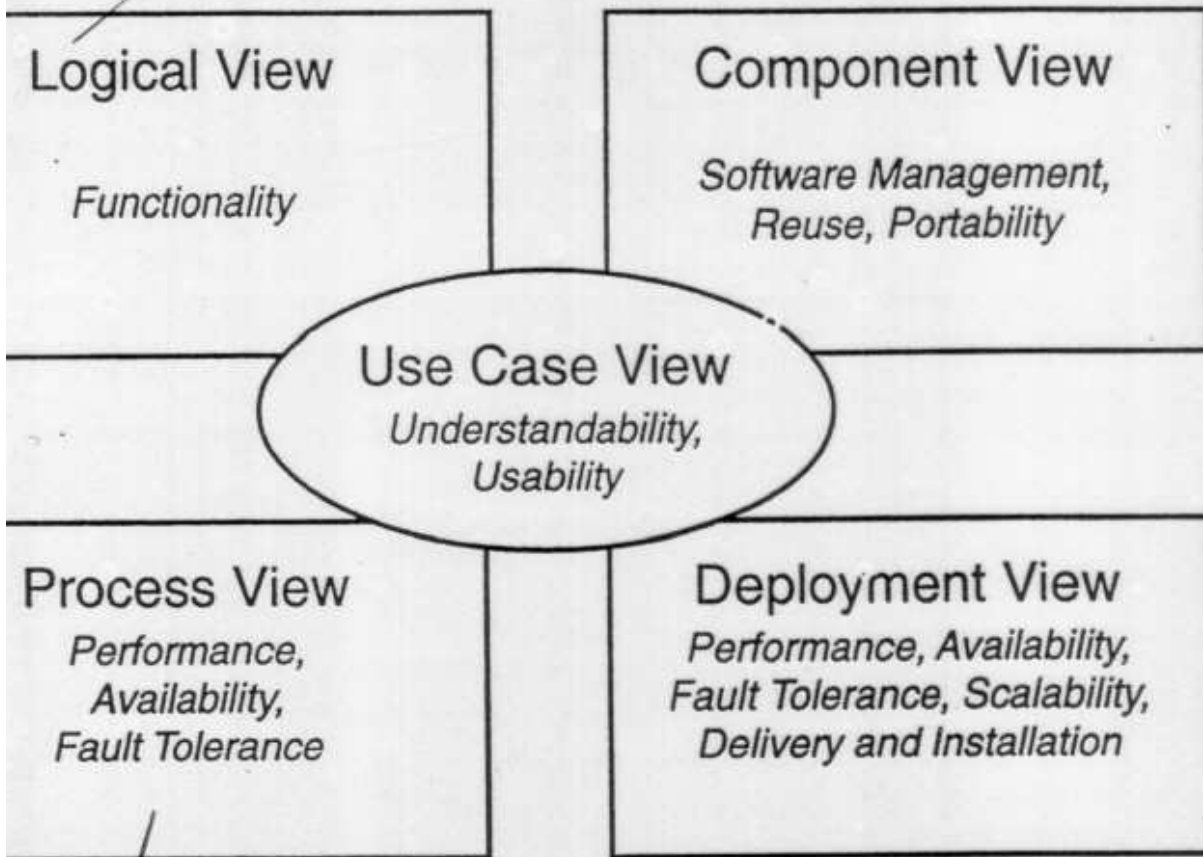 Logical View
Functionality
Component View
Software Management,
Reuse, Portability
Use Case View
Understandability,
Usability
Process View
Performance,
Availability,
Fault Tolerance
Deployment View
Performance, Availability,
Fault Tolerance, Scalability,
Delivery and Installation